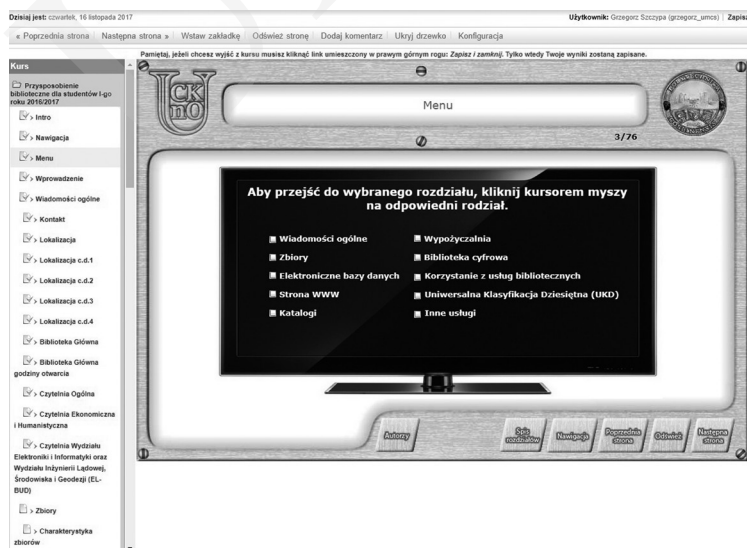 Dzisiaj jest: czwartek, 16 listopada 2017
Użytkownik: Grzegorz Szczypa (grzegorz_umcs) | Zapisz
« Poprzednia strona | Następna strona » | Wstaw zakładkę | Odśwież stronę | Dodaj komentarz | Ukryj drzewko | Konfiguracja
Pamiętaj, jeżeli chcesz wyjść z kursu musisz kliknąć link umieszczony w prawym górnym rogu: Zapisz i zamknij. Tylko wtedy Twoje wyniki zostaną zapisane.
Kurs
Przysposobienie
biblioteczne dla studentów I-go
roku 2016/2017
> Intro
> Nawigacja
> Menu
> Wprowadzenie
> Wiadomości ogólne
> Kontakt
> Lokalizacja
> Lokalizacja c.d.1
> Lokalizacja c.d.2
> Lokalizacja c.d.3
> Lokalizacja c.d.4
> Biblioteka Główna
> Biblioteka Główna
godziny otwarcia
> Czytelnia Ogólna
> Czytelnia Ekonomiczna
i Humanistyczna
> Czytelnia Wydziału
Elektroniki i Informatyki oraz
Wydziału Inżynierii Lądowej,
Środowiska i Geodezji (EL-
BUD)
> Zbiory
> Charakterystyka
zbiorów
U CK nO
Menu
3/76
Aby przejść do wybranego rozdziału, kliknij kursorem myszy
na odpowiedni rodział.
Wiadomości ogólne
Zbiory
Elektroniczne bazy danych
Strona WWW
Katalogi
Wypożyczalnia
Biblioteka cyfrowa
Korzystanie z usług bibliotecznych
Uniwersalna Klasyfikacja Dziesiętna (UKD)
Inne usługi
Autorzy
Spis
rozdziałów
Nawigacja
Poprzednia
strona
Odśwież
Następna
strona